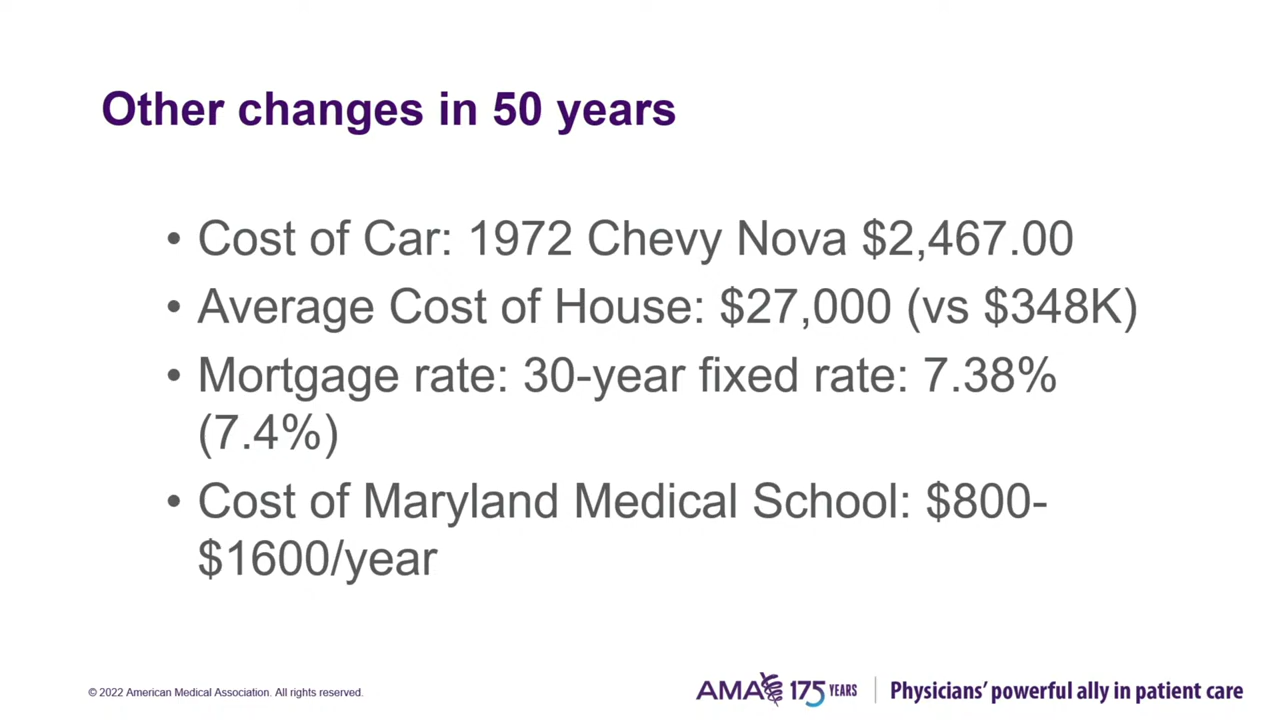 Other changes in 50 years
• Cost of Car: 1972 Chevy Nova $2,467.00
• Average Cost of House: $27,000 (vs $348K)
• Mortgage rate: 30-year fixed rate: 7.38%
(7.4%)
• Cost of Maryland Medical School: $800-
$1600/year
© 2022 American Medical Association. All rights reserved.
AMA 175 YEARS
Physicians’ powerful ally in patient care